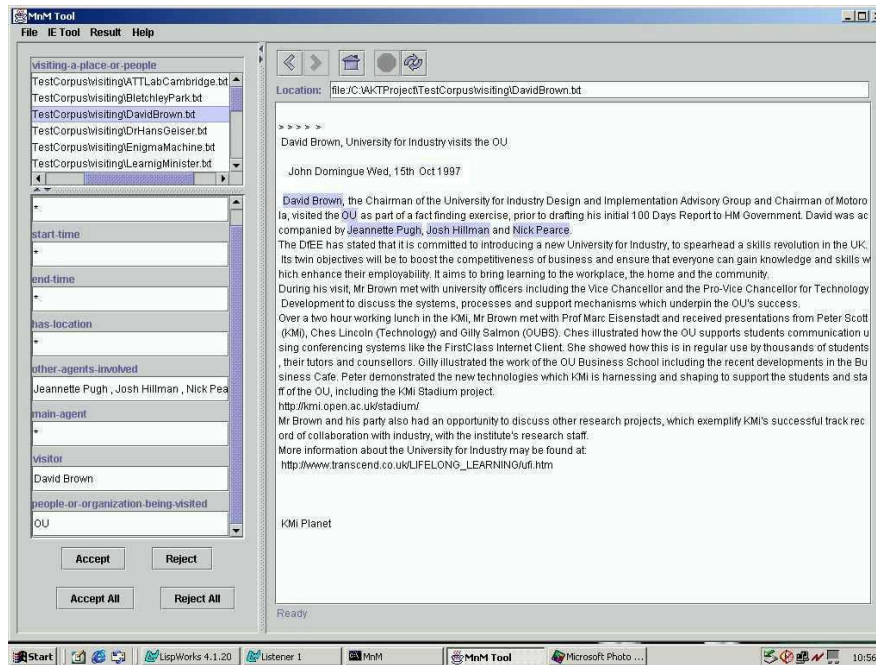 MnM Tool
File IE Tool Result Help
visiting-a-place-or-people
TestCorpus\visiting\ATTLabCambridge.txt
TestCorpus\visiting\BletchleyPark.txt
TestCorpus\visiting\DavidBrown.txt
TestCorpus\visiting\DrHansGeiser.txt
TestCorpus\visiting\EnigmaMachine.txt
TestCorpus\visiting\LearnigMinister.txt
*
start-time
*
end-time
*
has-location
*
other-agents-involved
Jeannette Pugh , Josh Hillman , Nick Pea
main-agent
*
visitor
David Brown
people-or-organization-being-visited
OU
Accept Reject
Accept All Reject All
Location: file:/C:\AKTProject\TestCorpus\visiting\DavidBrown.txt
> > > > >
David Brown, University for Industry visits the OU
John Domingue Wed, 15th Oct 1997
David Brown, the Chairman of the University for Industry Design and Implementation Advisory Group and Chairman of Motoro
la, visited the OU as part of a fact finding exercise, prior to drafting his initial 100 Days Report to HM Government. David was ac
companied by Jeannette Pugh, Josh Hillman and Nick Pearce.
The DfEE has stated that it is committed to introducing a new University for Industry, to spearhead a skills revolution in the UK.
Its twin objectives will be to boost the competitiveness of business and ensure that everyone can gain knowledge and skills w
hich enhance their employability. It aims to bring learning to the workplace, the home and the community.
During his visit, Mr Brown met with university officers including the Vice Chancellor and the Pro-Vice Chancellor for Technology
Development to discuss the systems, processes and support mechanisms which underpin the OU's success.
Over a two hour working lunch in the KMi, Mr Brown met with Prof Marc Eisenstadt and received presentations from Peter Scott
(KMi), Ches Lincoln (Technology) and Gilly Salmon (OUBS). Ches illustrated how the OU supports students communication u
sing conferencing systems like the FirstClass Internet Client. She showed how this is in regular use by thousands of students
, their tutors and counsellors. Gilly illustrated the work of the OU Business School including the recent developments in the Bu
siness Cafe. Peter demonstrated the new technologies which KMi is harnessing and shaping to support the students and sta
ff of the OU, including the KMi Stadium project.
http://kmi.open.ac.uk/stadium/
Mr Brown and his party also had an opportunity to discuss other research projects, which exemplify KMi's successful track rec
ord of collaboration with industry, with the institute's research staff.
More information about the University for Industry may be found at:
http://www.transcend.co.uk/LIFELONG_LEARNING/ufi.htm
KMi Planet
Ready
Start LispWorks 4.1.20 Listener 1 MnM MnM Tool Microsoft Photo ... 10:56